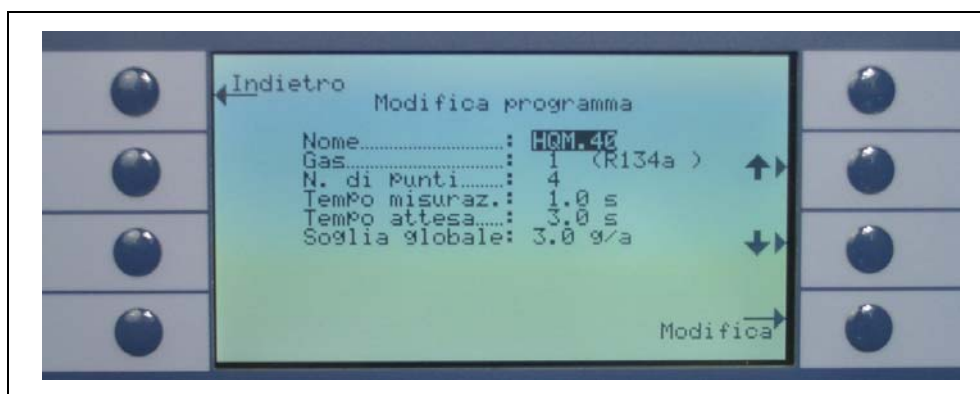 Indietro
Modifica programma
Nome.....................: HQM.40
Gas.......................: 1 (R134a )
N. di Punti.........: 4
Tempo misuraz.: 1.0 s
Tempo attesa.....: 3.0 s
Soglia globale: 3.0 g/a
Modifica